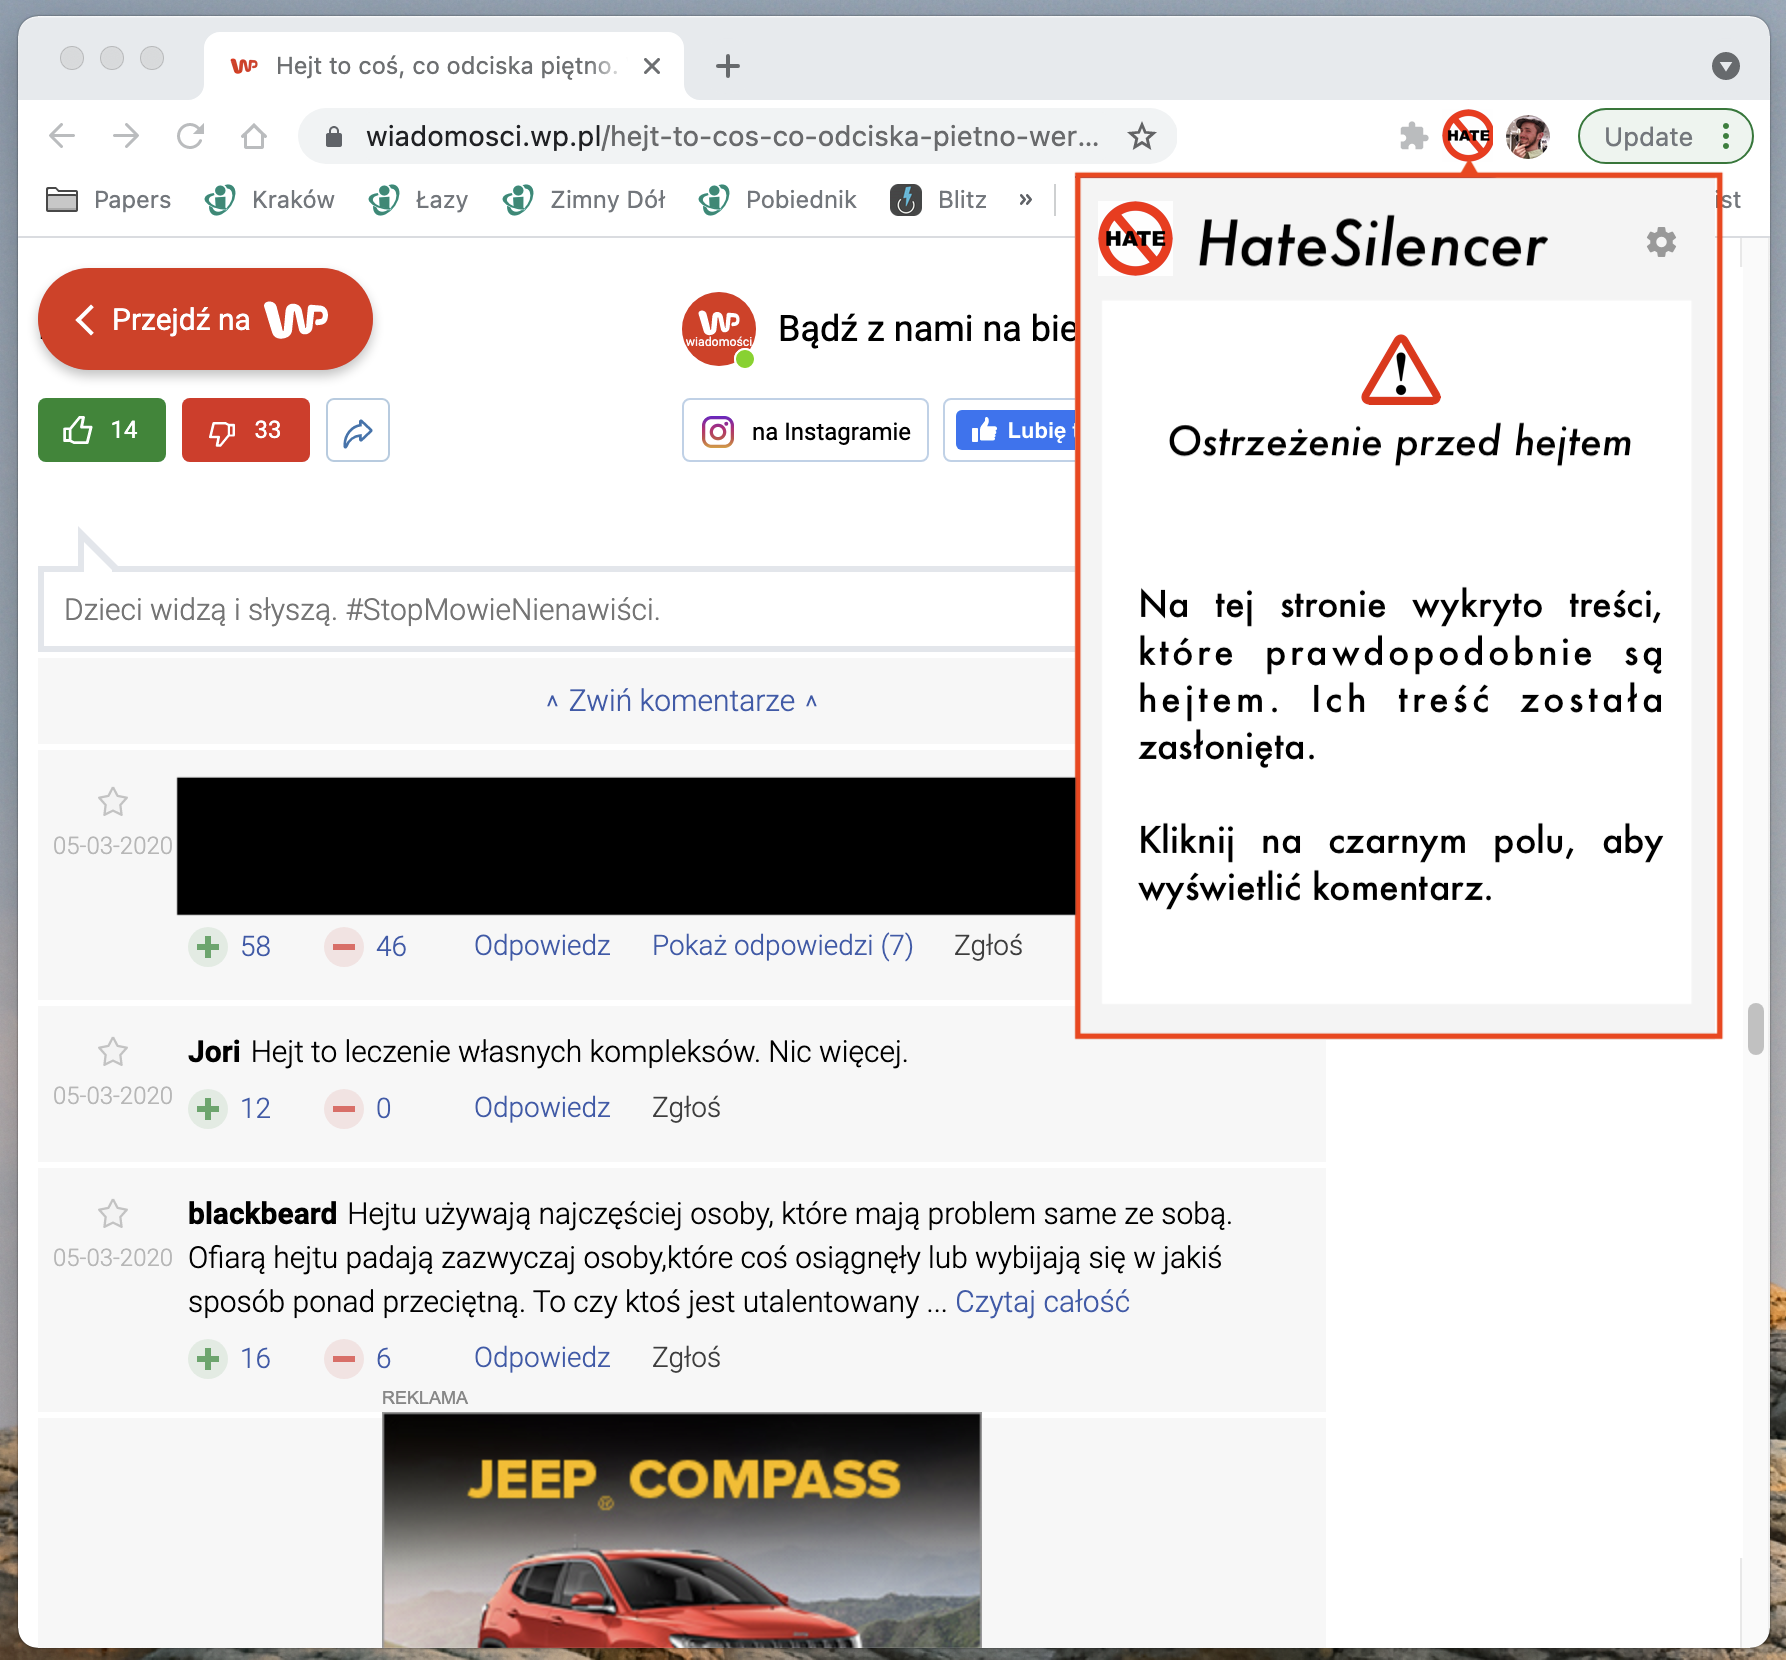 WP Hejt to coś, co odciska piętno.
wiadomosci.wp.pl/hejt-to-cos-co-odciska-pietno-wer...
HATE
Update
Papers
Kraków
Łazy
Zimny Dół
Pobiednik
Blitz
»
ist
HATE HateSilencer
Przejdź na WP
WP
wiadomości
Bądź z nami na bie
14
33
na Instagramie
Lubię t
Ostrzeżenie przed hejtem
Na tej stronie wykryto treści,
które prawdopodobnie są
hejtem. Ich treść została
zasłonięta.
Kliknij na czarnym polu, aby
wyświetlić komentarz.
Dzieci widzą i słyszą. #StopMowieNienawiści.
^ Zwiń komentarze ^
05-03-2020
58
46
Odpowiedz
Pokaż odpowiedzi (7)
Zgłoś
Jori Hejt to leczenie własnych kompleksów. Nic więcej.
05-03-2020
12
0
Odpowiedz
Zgłoś
blackbeard Hejtu używają najczęściej osoby, które mają problem same ze sobą.
05-03-2020
Ofiarą hejtu padają zazwyczaj osoby,które coś osiągnęły lub wybijają się w jakiś
sposób ponad przeciętną. To czy ktoś jest utalentowany ... Czytaj całość
16
6
Odpowiedz
Zgłoś
REKLAMA
JEEP® COMPASS